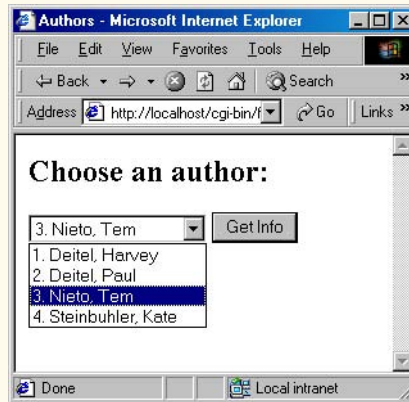 Authors - Microsoft Internet Explorer
File Edit View Favorites Tools Help
Back Search »
Address http://localhost/cgi-bin/f Go Links »
Choose an author:
3. Nieto, Tem Get Info
1. Deitel, Harvey
2. Deitel, Paul
3. Nieto, Tem
4. Steinbuhler, Kate
Done Local intranet